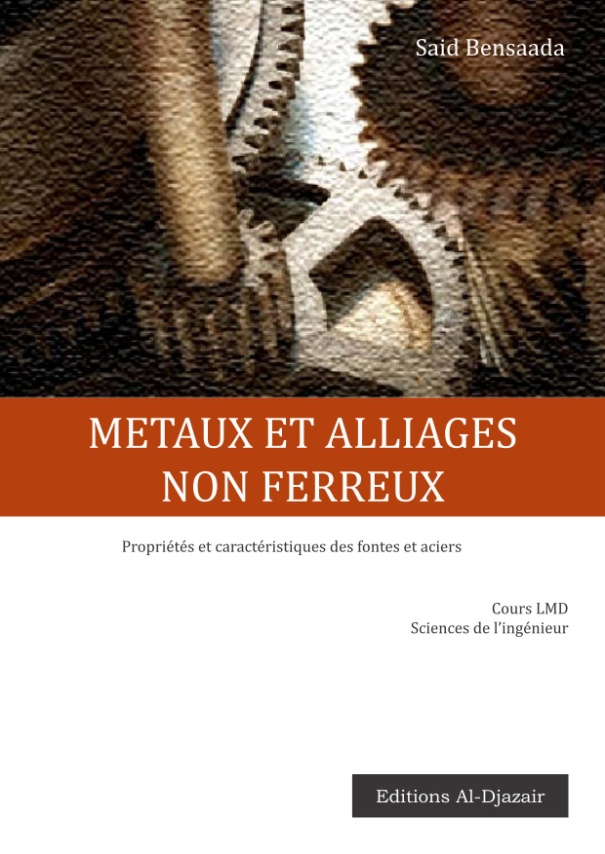 Said Bensaada
METAUX ET ALLIAGES
NON FERREUX
Propriétés et caractéristiques des fontes et aciers
Cours LMD
Sciences de l'ingénieur
Editions Al-Djazair